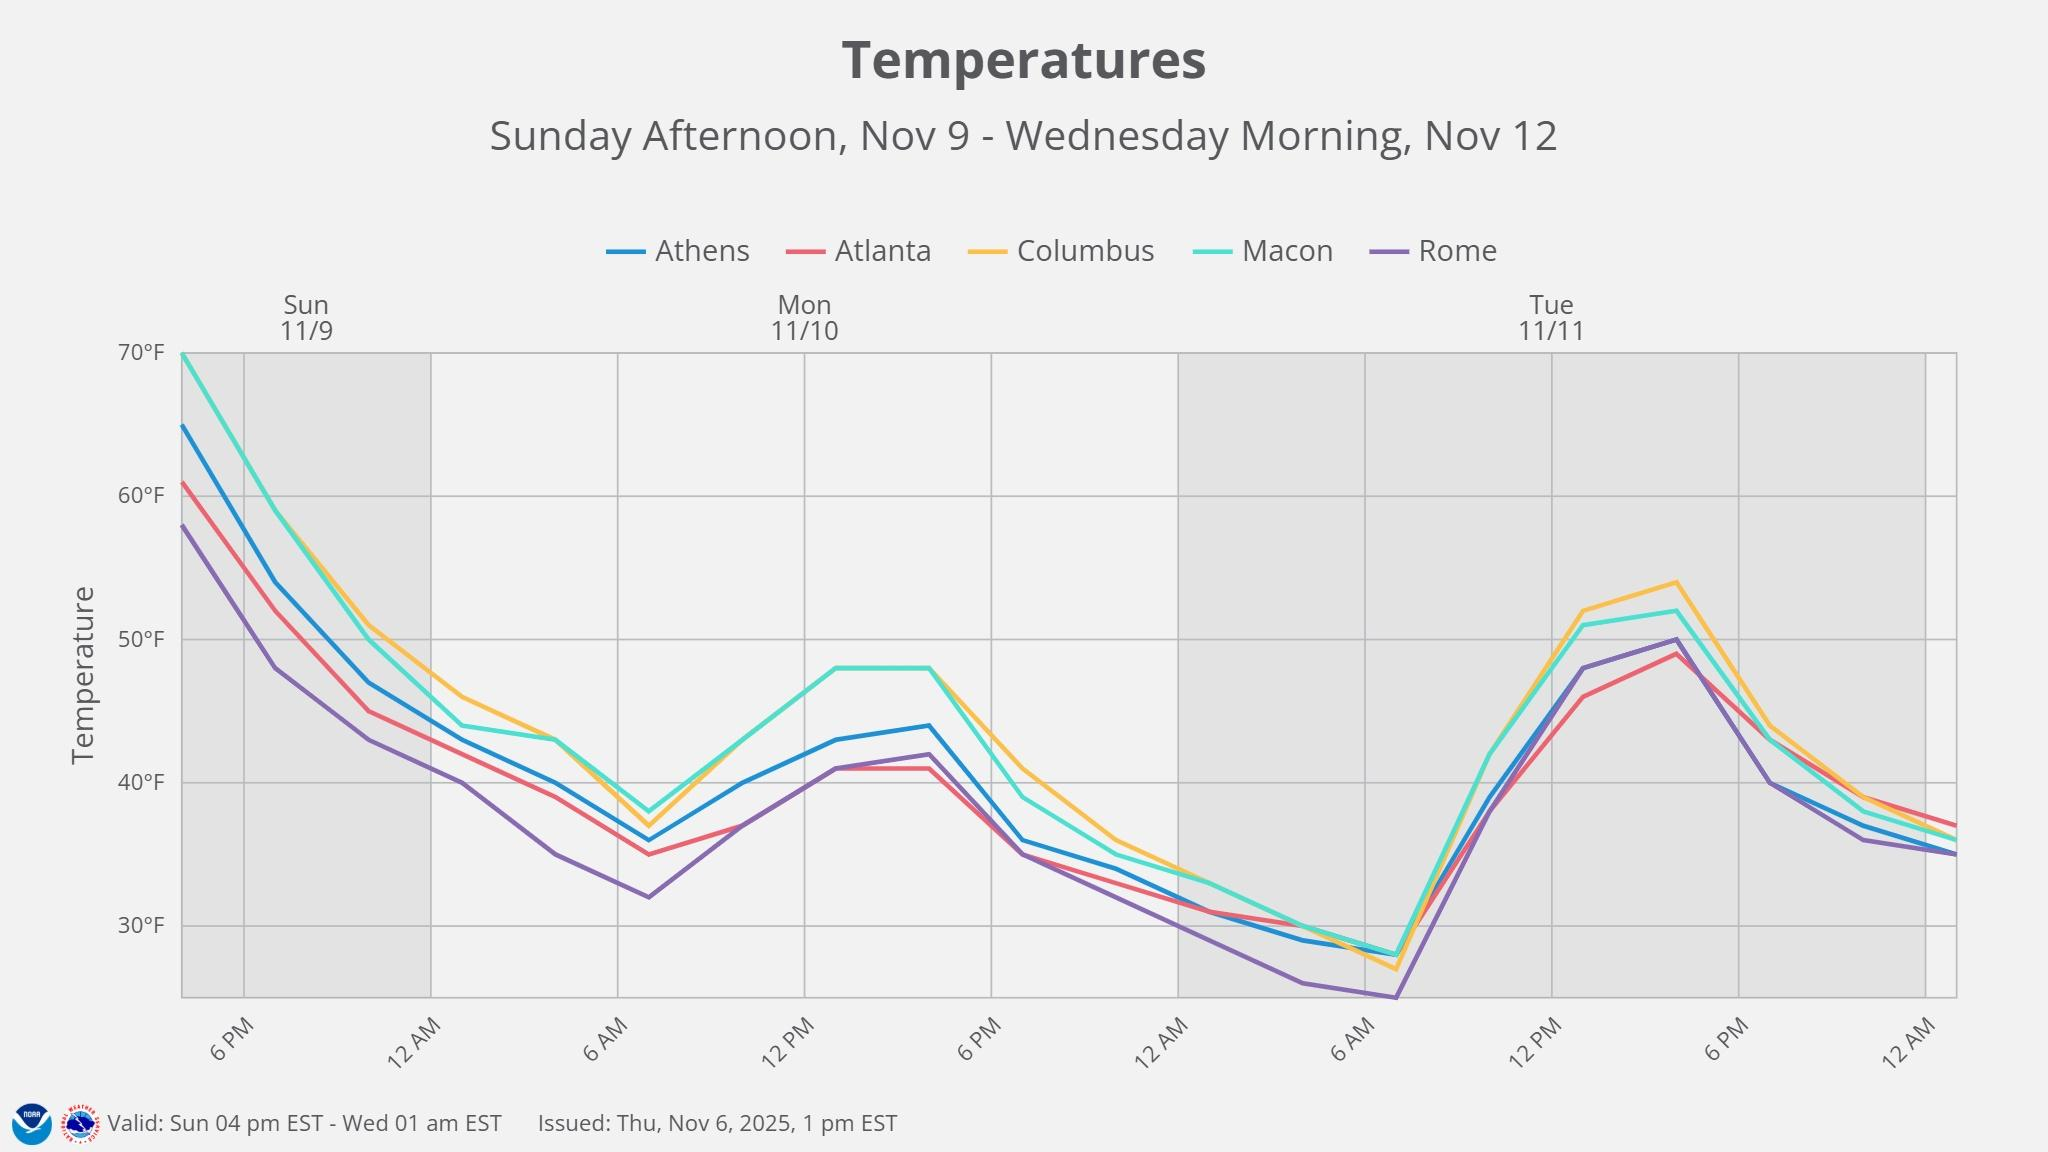 Temperatures
Sunday Afternoon, Nov 9 - Wednesday Morning, Nov 12
Athens Atlanta Columbus Macon Rome
Sun Mon Tue
11/9 11/10 11/11
70°F
60°F
50°F
40°F
30°F
Temperature
6 PM 12 AM 6 AM 12 PM 6 PM 12 AM 6 AM 12 PM 6 PM 12 AM
NOAA
Valid: Sun 04 pm EST - Wed 01 am EST Issued: Thu, Nov 6, 2025, 1 pm EST